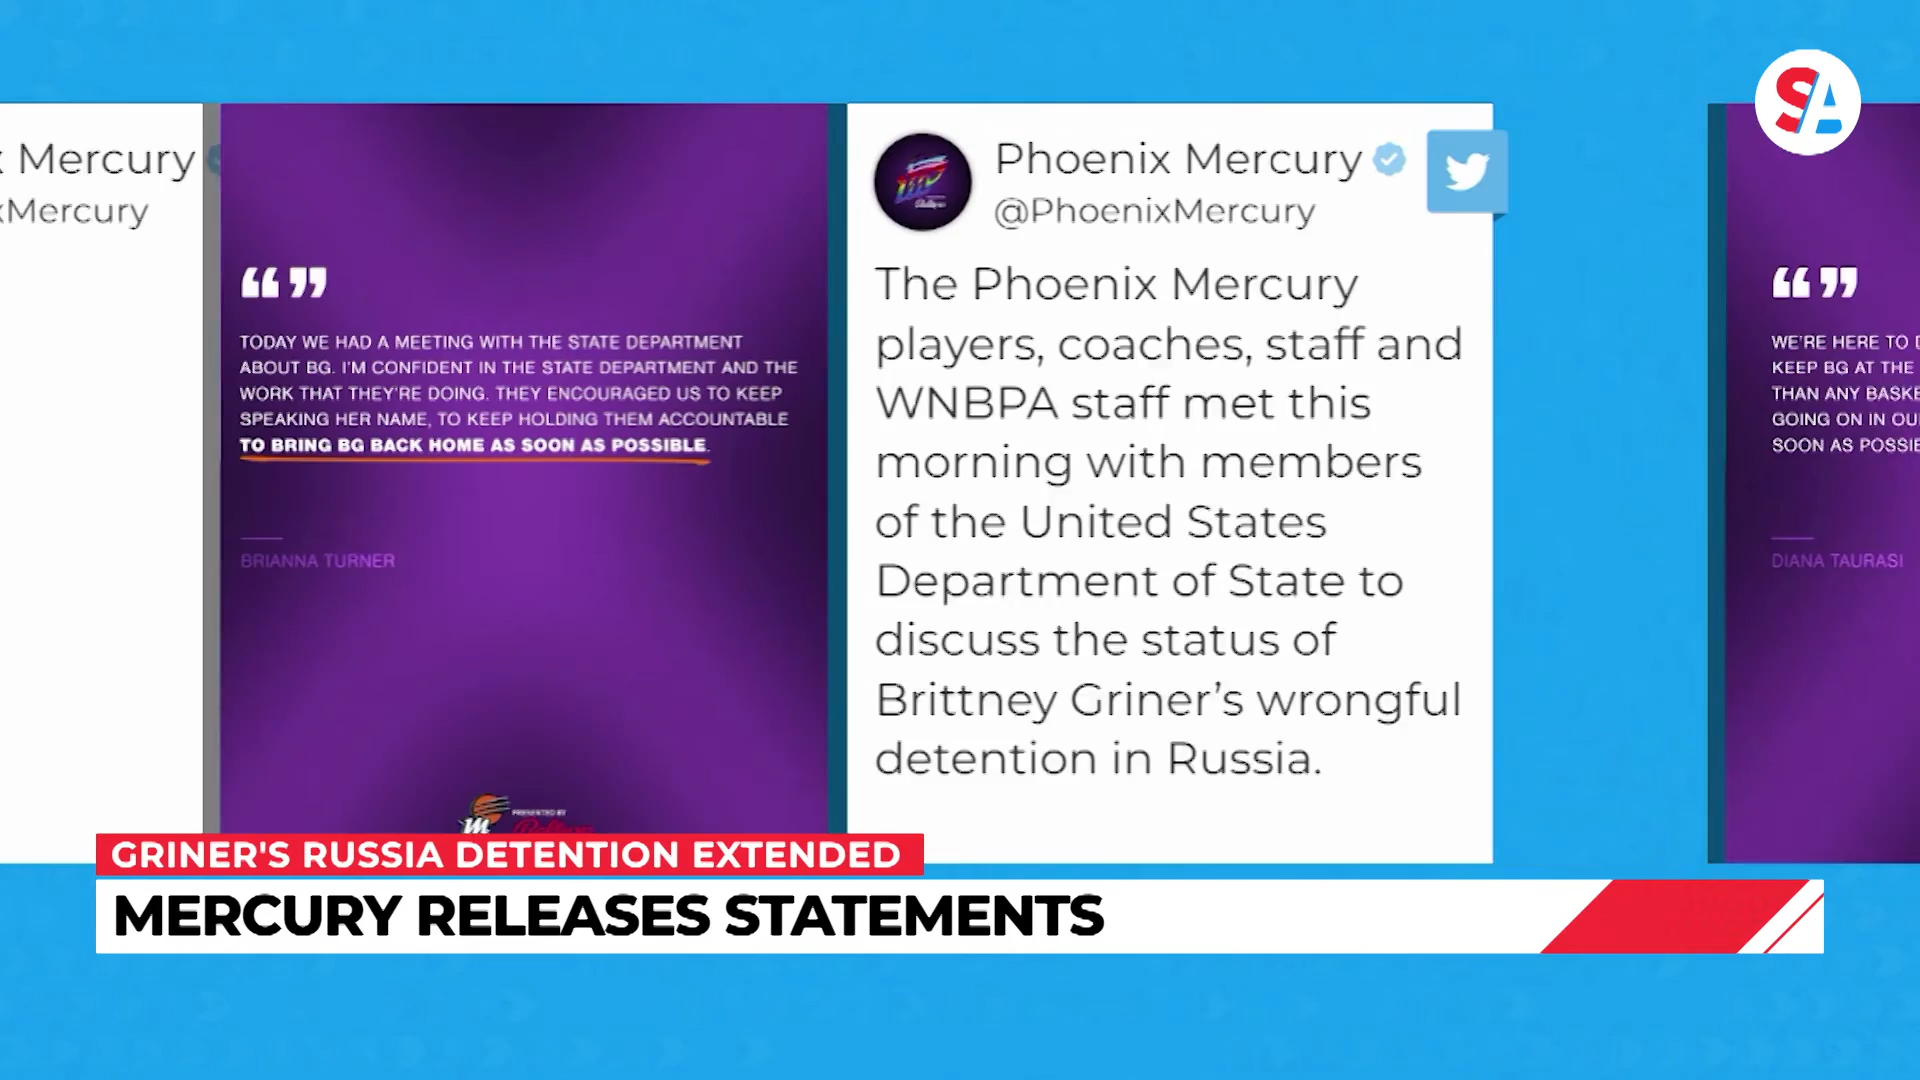 x Mercury
xMercury
“ ”
TODAY WE HAD A MEETING WITH THE STATE DEPARTMENT
ABOUT BG. I'M CONFIDENT IN THE STATE DEPARTMENT AND THE
WORK THAT THEY'RE DOING. THEY ENCOURAGED US TO KEEP
SPEAKING HER NAME, TO KEEP HOLDING THEM ACCOUNTABLE
TO BRING BG BACK HOME AS SOON AS POSSIBLE.
BRIANNA TURNER
PRESENTED BY
Phoenix Mercury
@PhoenixMercury
The Phoenix Mercury
players, coaches, staff and
WNBPA staff met this
morning with members
of the United States
Department of State to
discuss the status of
Brittney Griner’s wrongful
detention in Russia.
SA
“ ”
WE'RE HERE TO
KEEP BG AT THE
THAN ANY
GOING ON IN
SOON AS
DIANA TAURASI
GRINER'S RUSSIA DETENTION EXTENDED
MERCURY RELEASES STATEMENTS